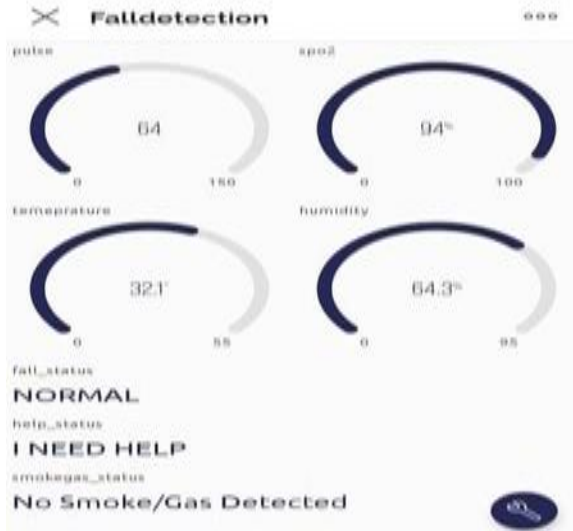 Falldetection
pulse
spo2
64
94%
0
150
0
100
temeprature
humidity
32.1°
64.3%
0
55
0
95
fall_status
NORMAL
help_status
I NEED HELP
smokegas_status
No Smoke/Gas Detected